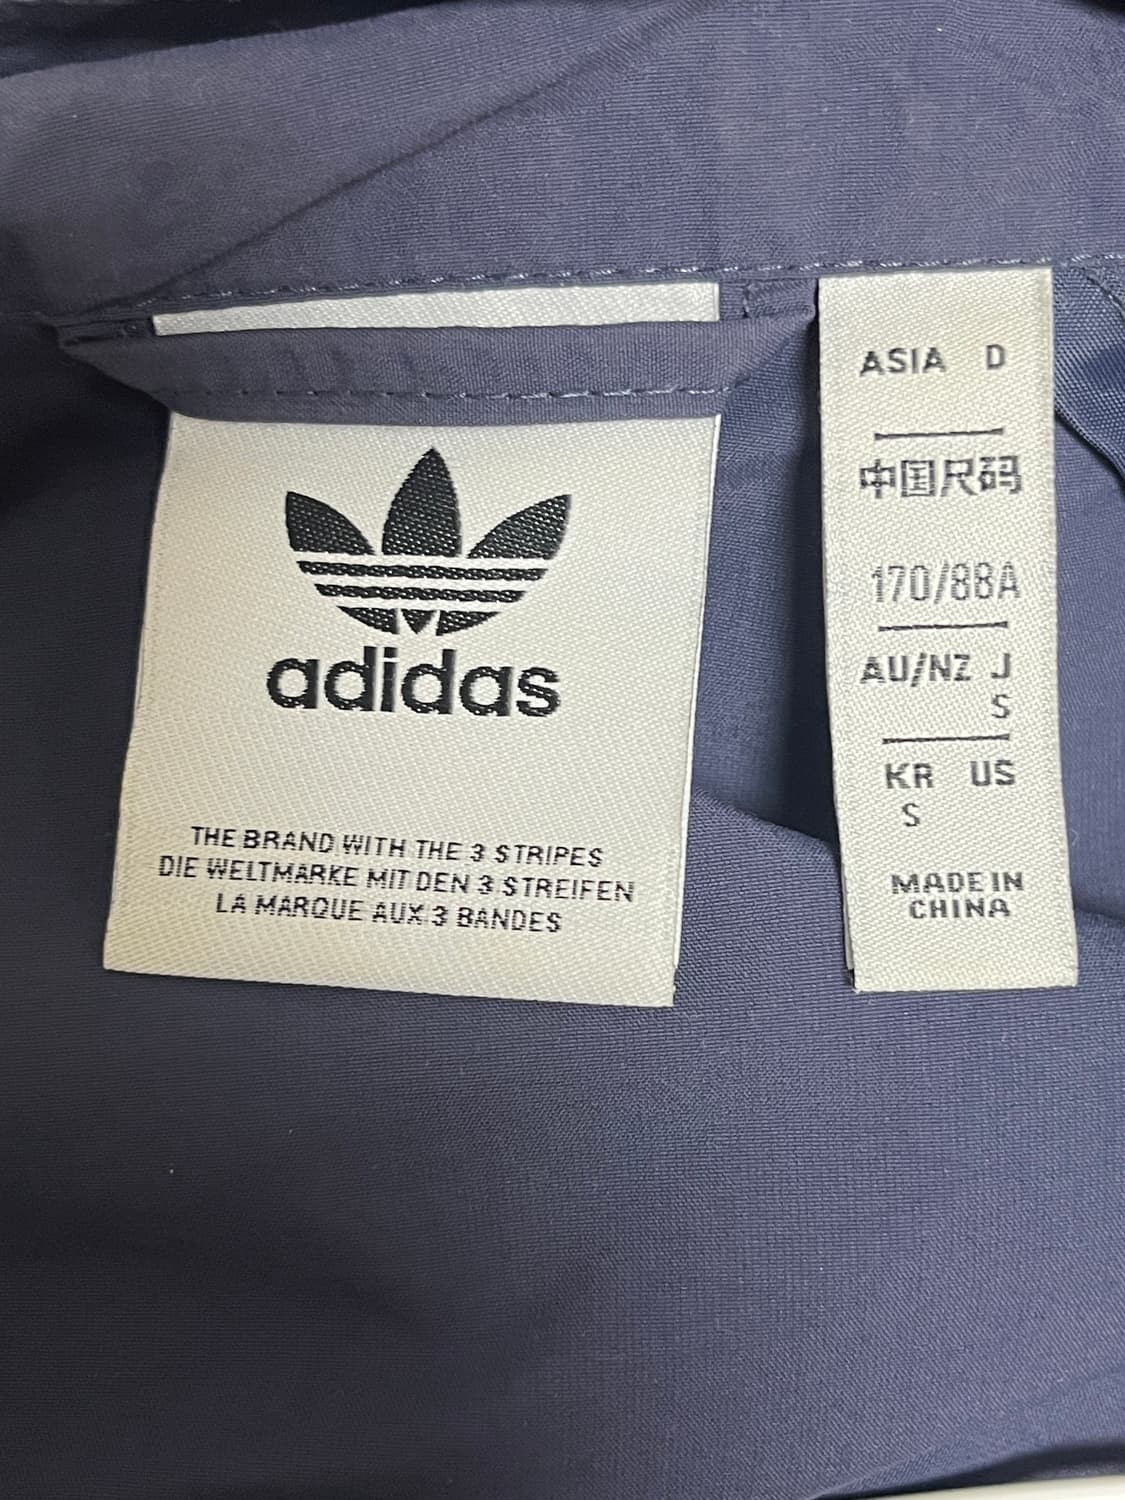 adidas
THE BRAND WITH THE 3 STRIPES
DIE WELTMARKE MIT DEN 3 STREIFEN
LA MARQUE AUX 3 BANDES
ASIA D
中国尺码
170/88A
AU/NZ J
S
KR US
S
MADE IN
CHINA